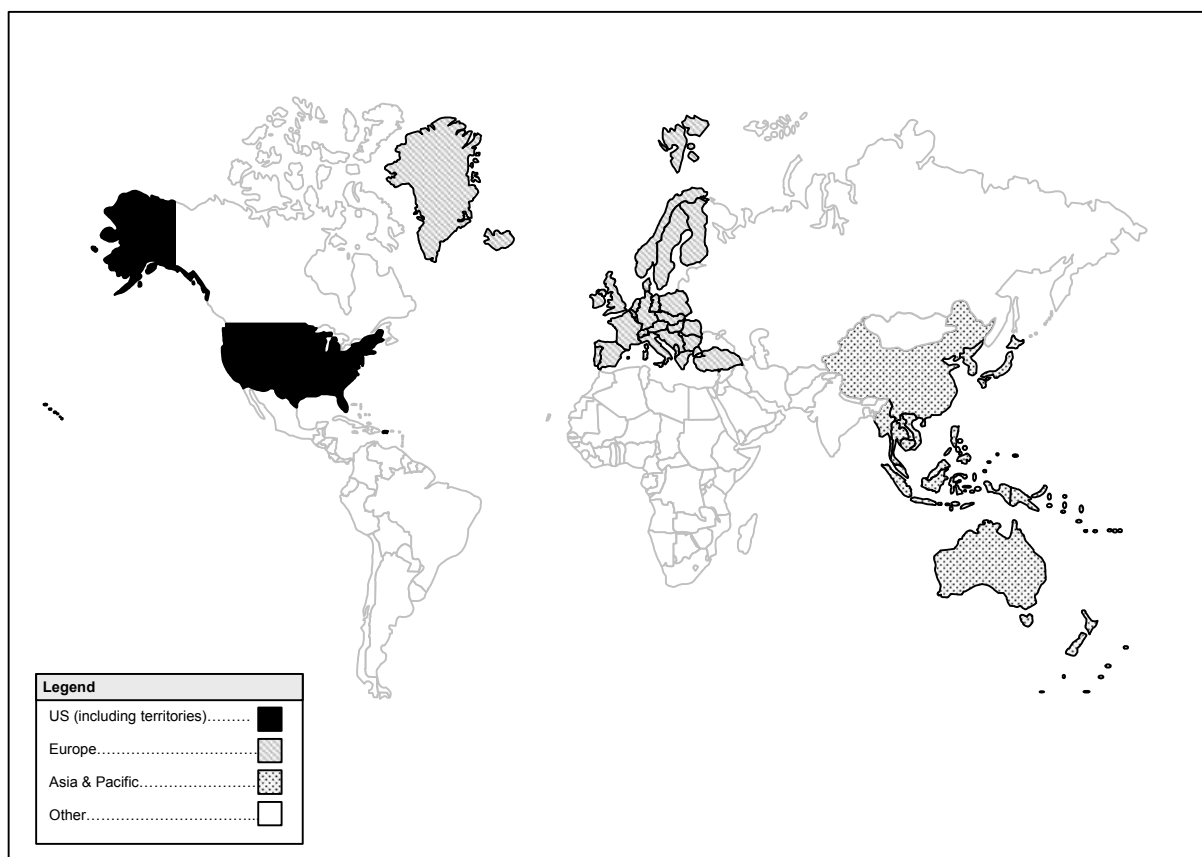 Legend
US (including territories).........
Europe................................
Asia & Pacific........................
Other..................................